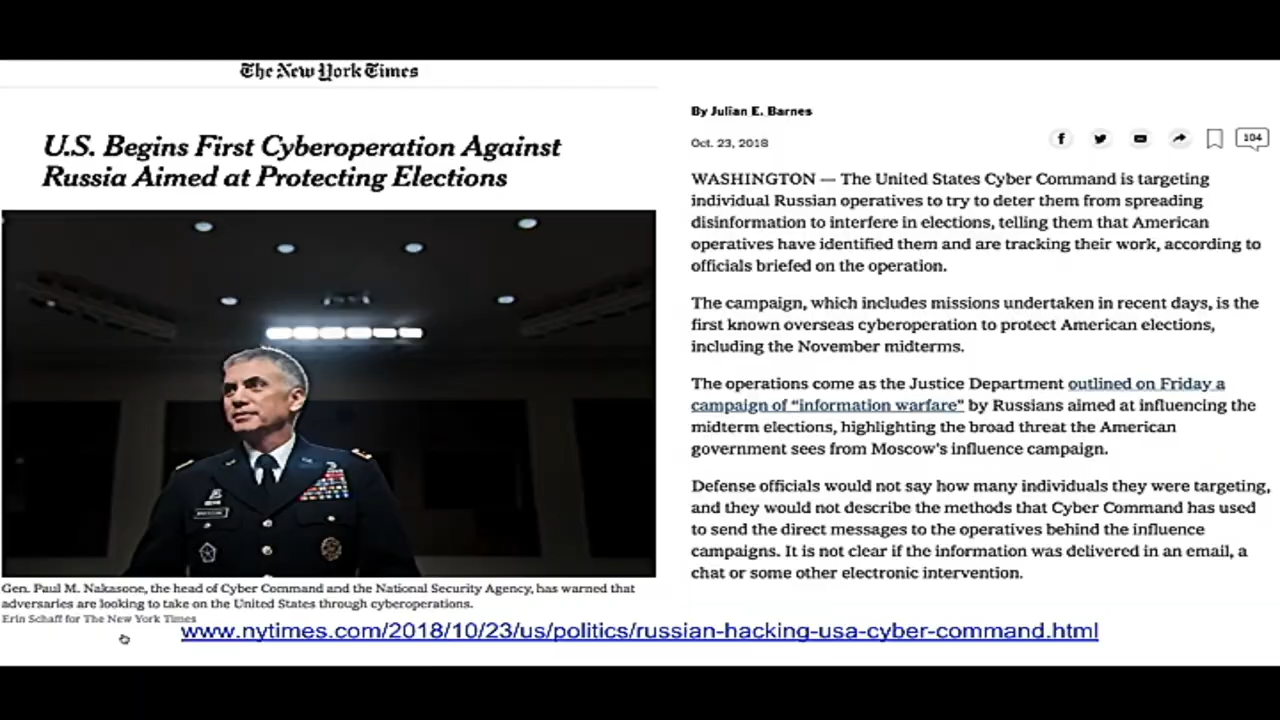 The New York Times
U.S. Begins First Cyberoperation Against
Russia Aimed at Protecting Elections
Gen. Paul M. Nakasone, the head of Cyber Command and the National Security Agency, has warned that
adversaries are looking to take on the United States through cyberoperations.
Erin Schaff for The New York Times
By Julian E. Barnes
Oct. 23, 2018
104
WASHINGTON — The United States Cyber Command is targeting
individual Russian operatives to try to deter them from spreading
disinformation to interfere in elections, telling them that American
operatives have identified them and are tracking their work, according to
officials briefed on the operation.
The campaign, which includes missions undertaken in recent days, is the
first known overseas cyberoperation to protect American elections,
including the November midterms.
The operations come as the Justice Department outlined on Friday a
campaign of “information warfare” by Russians aimed at influencing the
midterm elections, highlighting the broad threat the American
government sees from Moscow’s influence campaign.
Defense officials would not say how many individuals they were targeting,
and they would not describe the methods that Cyber Command has used
to send the direct messages to the operatives behind the influence
campaigns. It is not clear if the information was delivered in an email, a
chat or some other electronic intervention.
www.nytimes.com/2018/10/23/us/politics/russian-hacking-usa-cyber-command.html